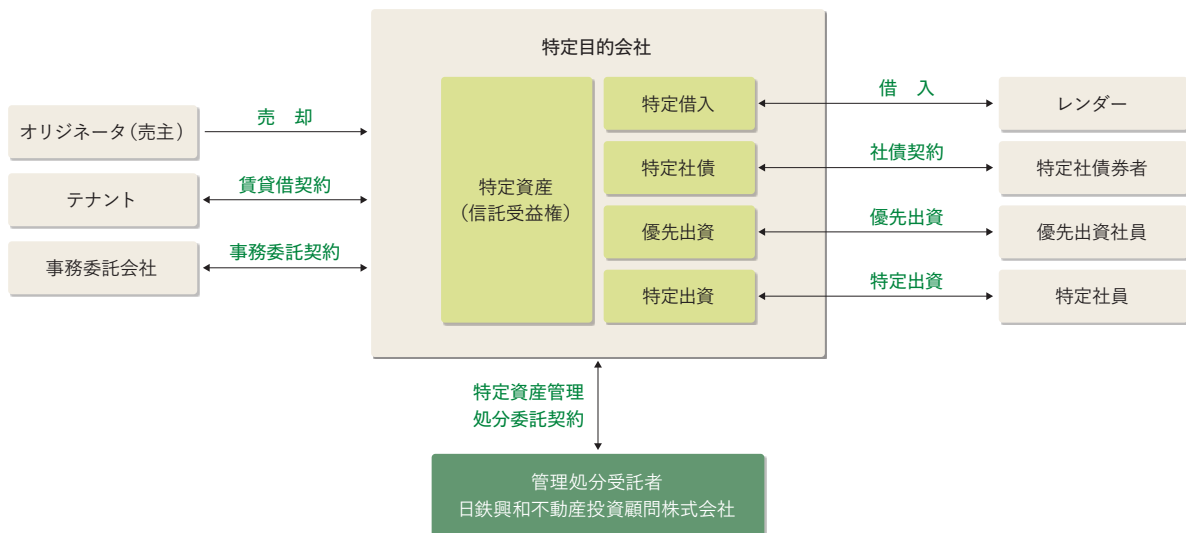 特定目的会社
オリジネータ（売主）
売　却
テナント
賃貸借契約
事務委託会社
事務委託契約
特定資産
（信託受益権）
特定借入
特定社債
優先出資
特定出資
借　入
社債契約
優先出資
特定出資
レンダー
特定社債券者
優先出資社員
特定社員
特定資産管理
処分委託契約
管理処分受託者
日鉄興和不動産投資顧問株式会社